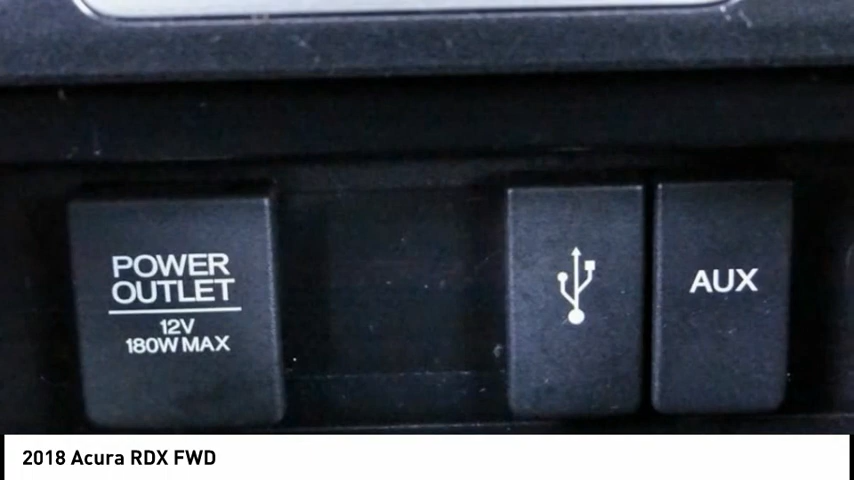 POWER
OUTLET
12V
180W MAX
AUX
2018 Acura RDX FWD